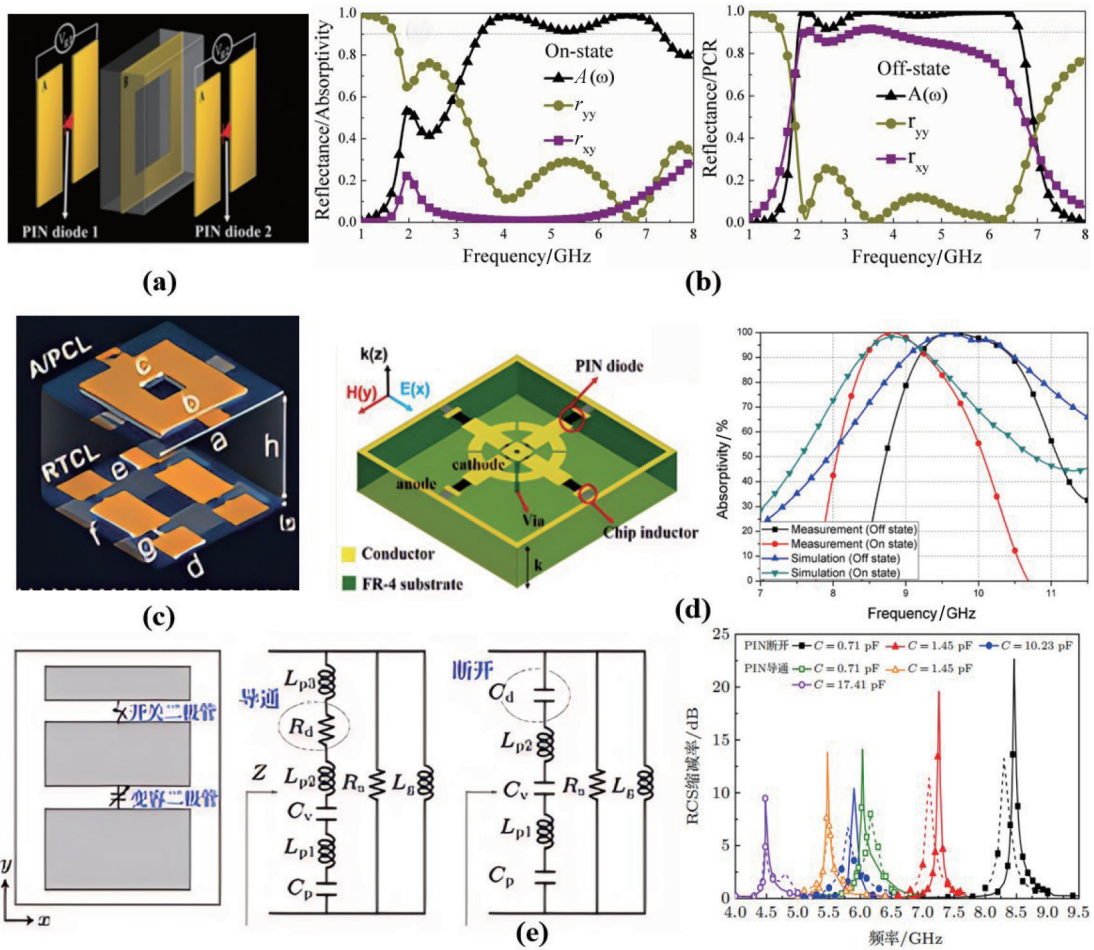 V_g1
V_g2
A
B
A
PIN diode 1
PIN diode 2
(a)
Reflectance/Absorptivity
1.0
0.8
0.6
0.4
0.2
0.0
On-state
A(ω)
r_yy
r_xy
1 2 3 4 5 6 7 8
Frequency/GHz
Reflectance/PCR
1.0
0.8
0.6
0.4
0.2
0.0
Off-state
A(ω)
r_yy
r_xy
1 2 3 4 5 6 7 8
Frequency/GHz
(b)
A/PCL
c
b
a
h
RTCL
e
f
g
d
(c)
k(z)
H(y)
E(x)
PIN diode
cathode
anode
Via
Chip inductor
Conductor
k
FR-4 substrate
Absorptivity/%
100
90
80
70
60
50
40
30
20
10
0
Measurement (Off state)
Measurement (On state)
Simulation (Off state)
Simulation (On state)
7 8 9 10 11
Frequency/GHz
(d)
开关二极管
变容二极管
y
x
导通
L_p3
R_d
Z
L_p2
C_v
L_p1
C_p
R_s
L_g
断开
C_d
L_p2
C_v
L_p1
C_p
R_s
L_g
(e)
RCS缩减率/dB
25
20
15
10
5
0
PIN断开 C = 0.71 pF C = 1.45 pF C = 10.23 pF
PIN导通 C = 0.71 pF C = 1.45 pF
C = 17.41 pF
4.0 4.5 5.0 5.5 6.0 6.5 7.0 7.5 8.0 8.5 9.0 9.5
频率/GHz